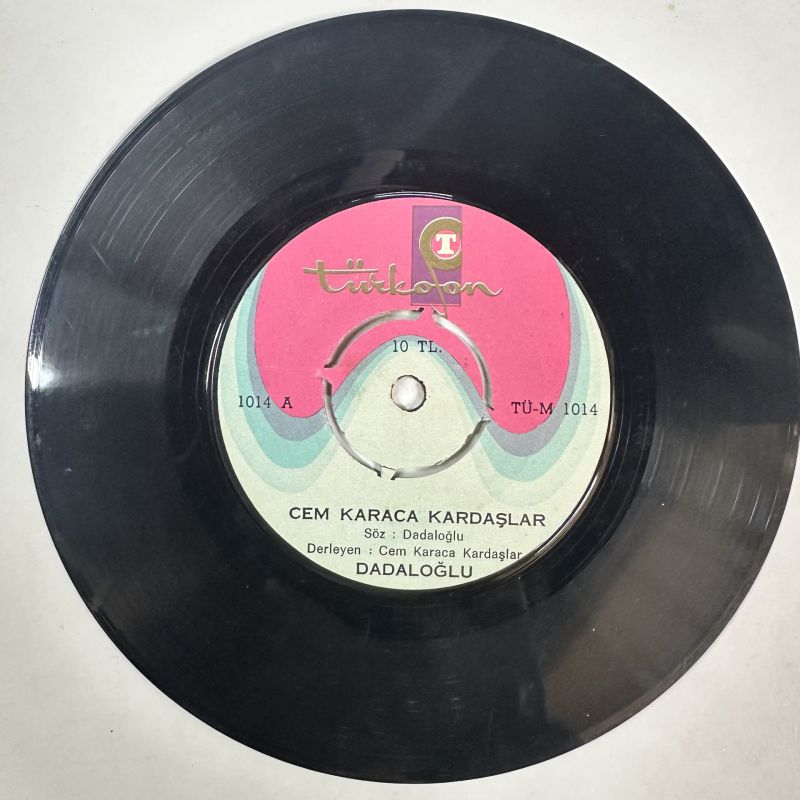 T
türkofon
10 TL.
1014 A
TÜ-M 1014
CEM KARACA KARDAŞLAR
Söz : Dadaloğlu
Derleyen : Cem Karaca Kardaşlar
DADALOĞLU